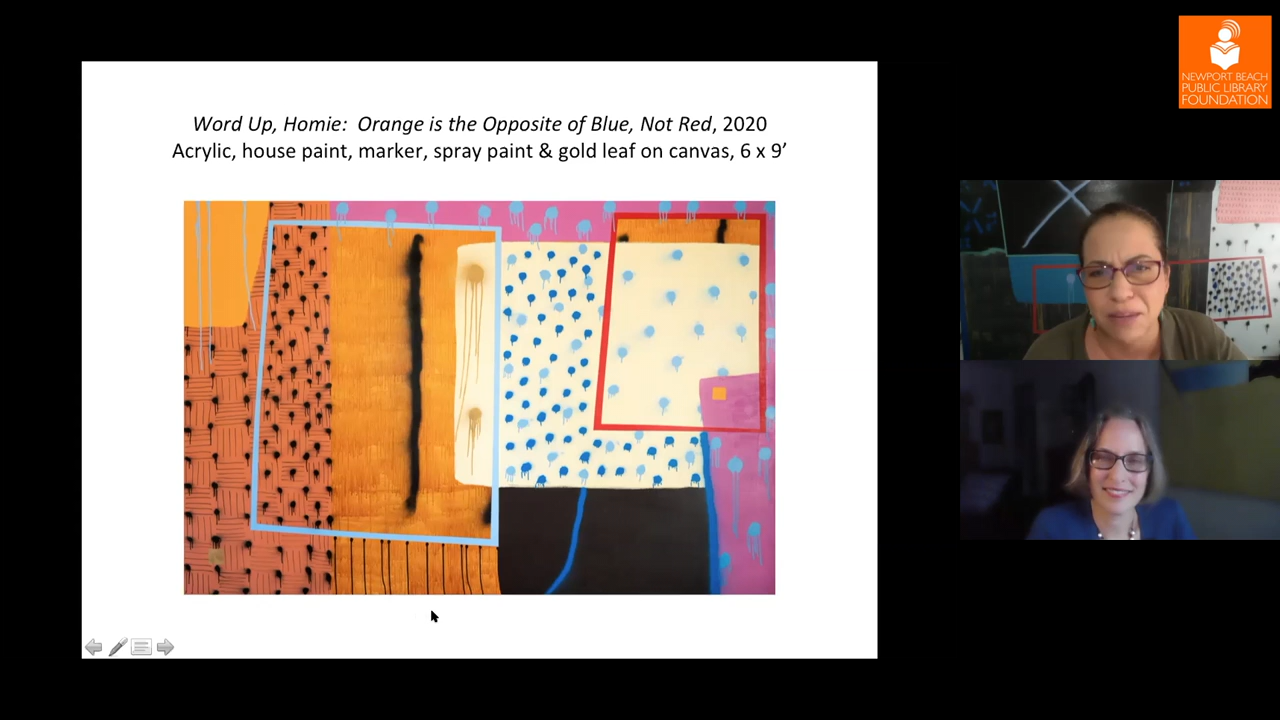 Word Up, Homie:  Orange is the Opposite of Blue, Not Red, 2020
Acrylic, house paint, marker, spray paint & gold leaf on canvas, 6 x 9’
NEWPORT BEACH
PUBLIC LIBRARY
FOUNDATION